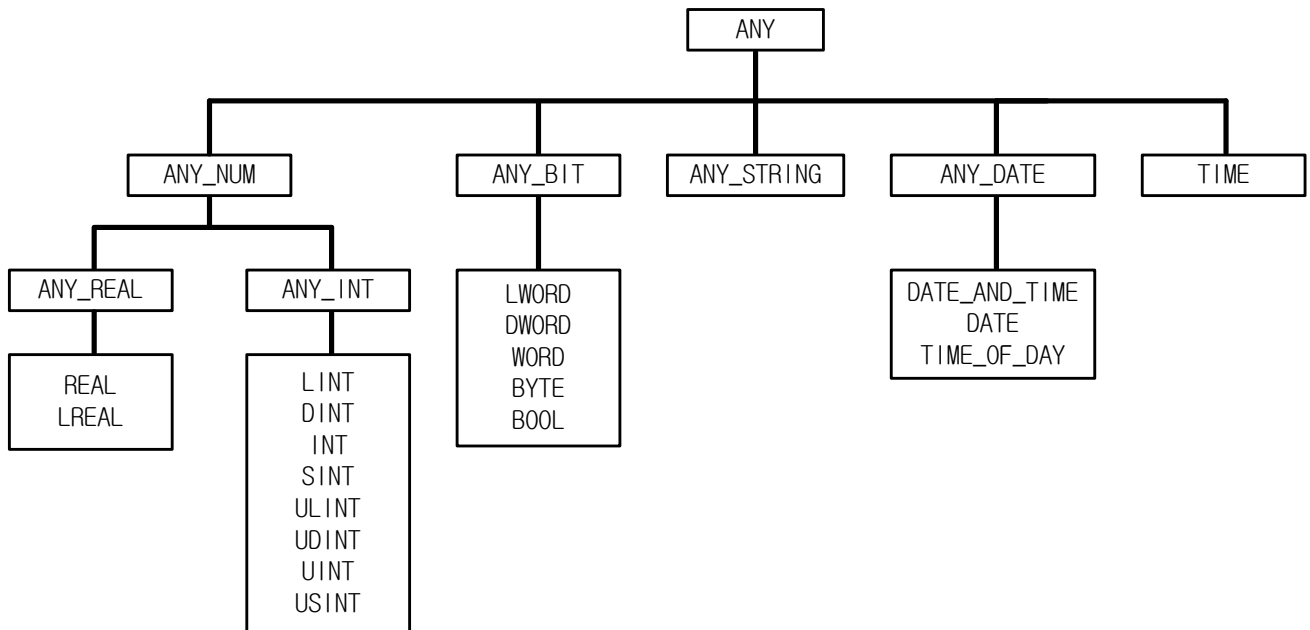 ANY
ANY_NUM
ANY_BIT
ANY_STRING
ANY_DATE
TIME
ANY_REAL
ANY_INT
REAL
LREAL
LINT
DINT
INT
SINT
ULINT
UDINT
UINT
USINT
LWORD
DWORD
WORD
BYTE
BOOL
DATE_AND_TIME
DATE
TIME_OF_DAY